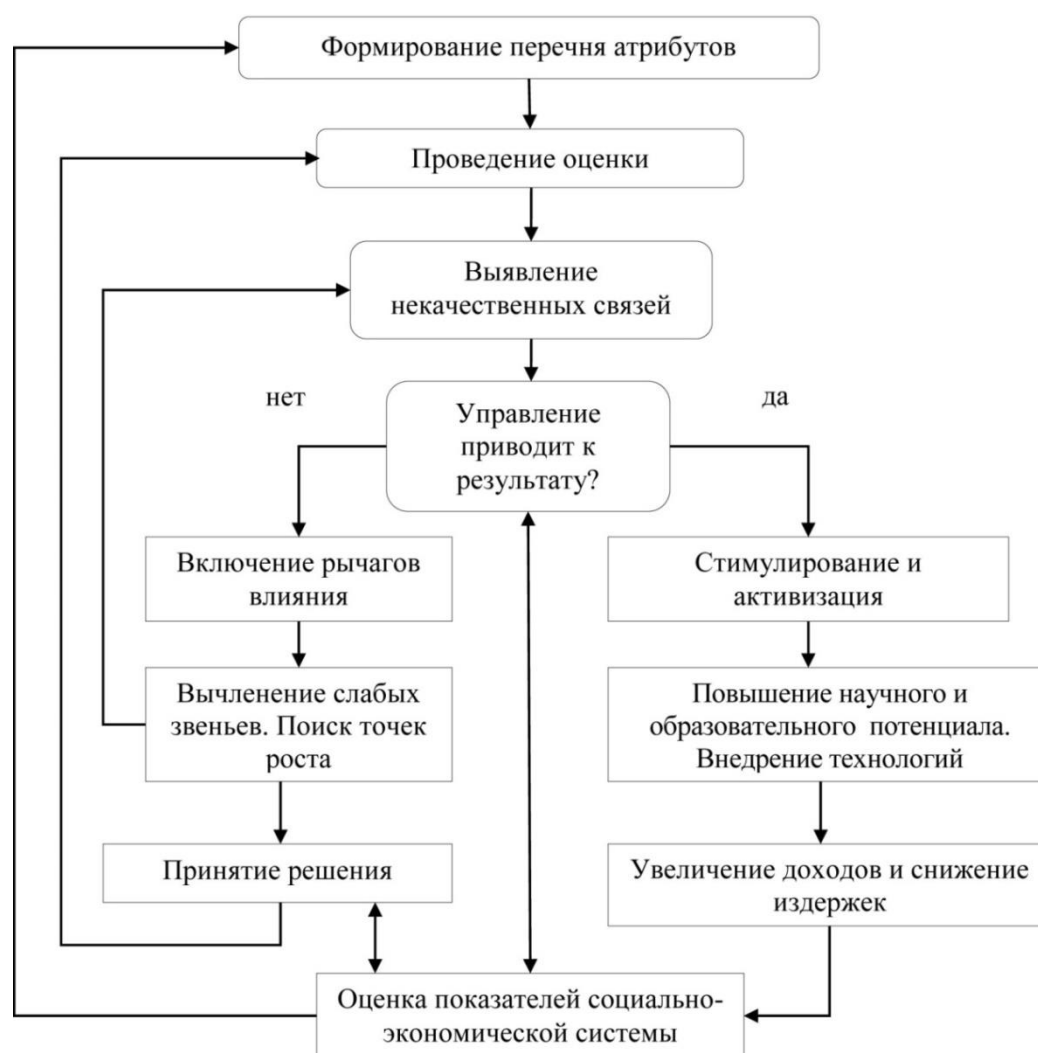 Формирование перечня атрибутов
Проведение оценки
Выявление
некачественных связей
нет
да
Управление
приводит к
результату?
Включение рычагов
влияния
Стимулирование и
активизация
Вычленение слабых
звеньев. Поиск точек
роста
Повышение научного и
образовательного потенциала.
Внедрение технологий
Принятие решения
Увеличение доходов и снижение
издержек
Оценка показателей социально-
экономической системы